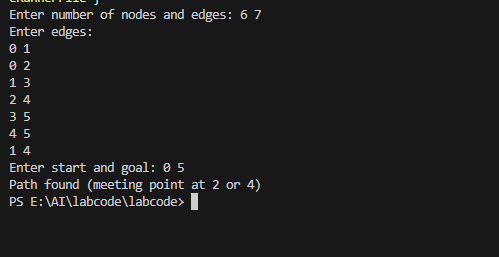 Enter number of nodes and edges: 6 7
Enter edges:
0 1
0 2
1 3
2 4
3 5
4 5
1 4
Enter start and goal: 0 5
Path found (meeting point at 2 or 4)
PS E:\AI\labcode\labcode>